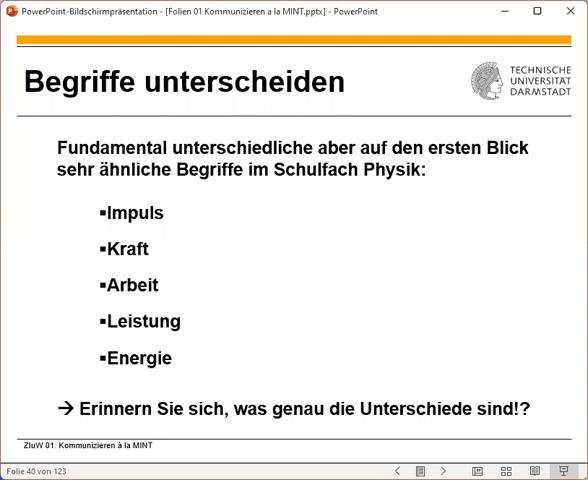 PowerPoint-Bildschirmpräsentation - [Folien 01 Kommunizieren a la MINT.pptx] - PowerPoint
Begriffe unterscheiden
TECHNISCHE
UNIVERSITÄT
DARMSTADT
Fundamental unterschiedliche aber auf den ersten Blick
sehr ähnliche Begriffe im Schulfach Physik:
▪Impuls
▪Kraft
▪Arbeit
▪Leistung
▪Energie
→ Erinnern Sie sich, was genau die Unterschiede sind!?
ZIuW 01: Kommunizieren à la MINT
Folie 40 von 123